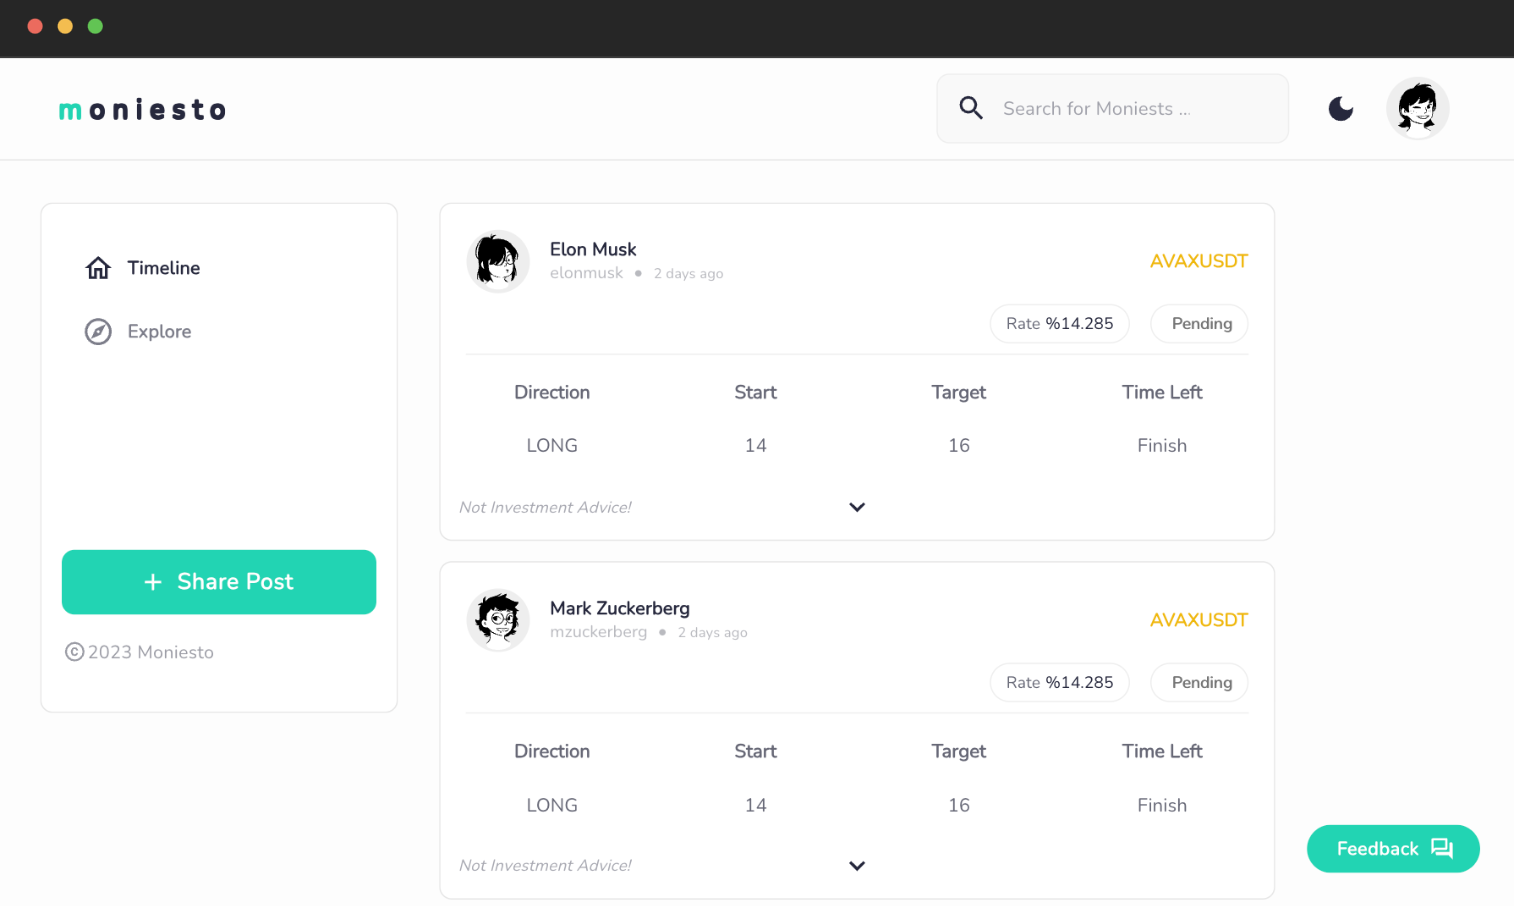 moniesto
Search for Moniests ...
Timeline
Explore
+ Share Post
© 2023 Moniesto
Elon Musk
elonmusk • 2 days ago
AVAXUSDT
Rate %14.285 Pending
Direction Start Target Time Left
LONG 14 16 Finish
Not Investment Advice!
Mark Zuckerberg
mzuckerberg • 2 days ago
AVAXUSDT
Rate %14.285 Pending
Direction Start Target Time Left
LONG 14 16 Finish
Not Investment Advice!
Feedback